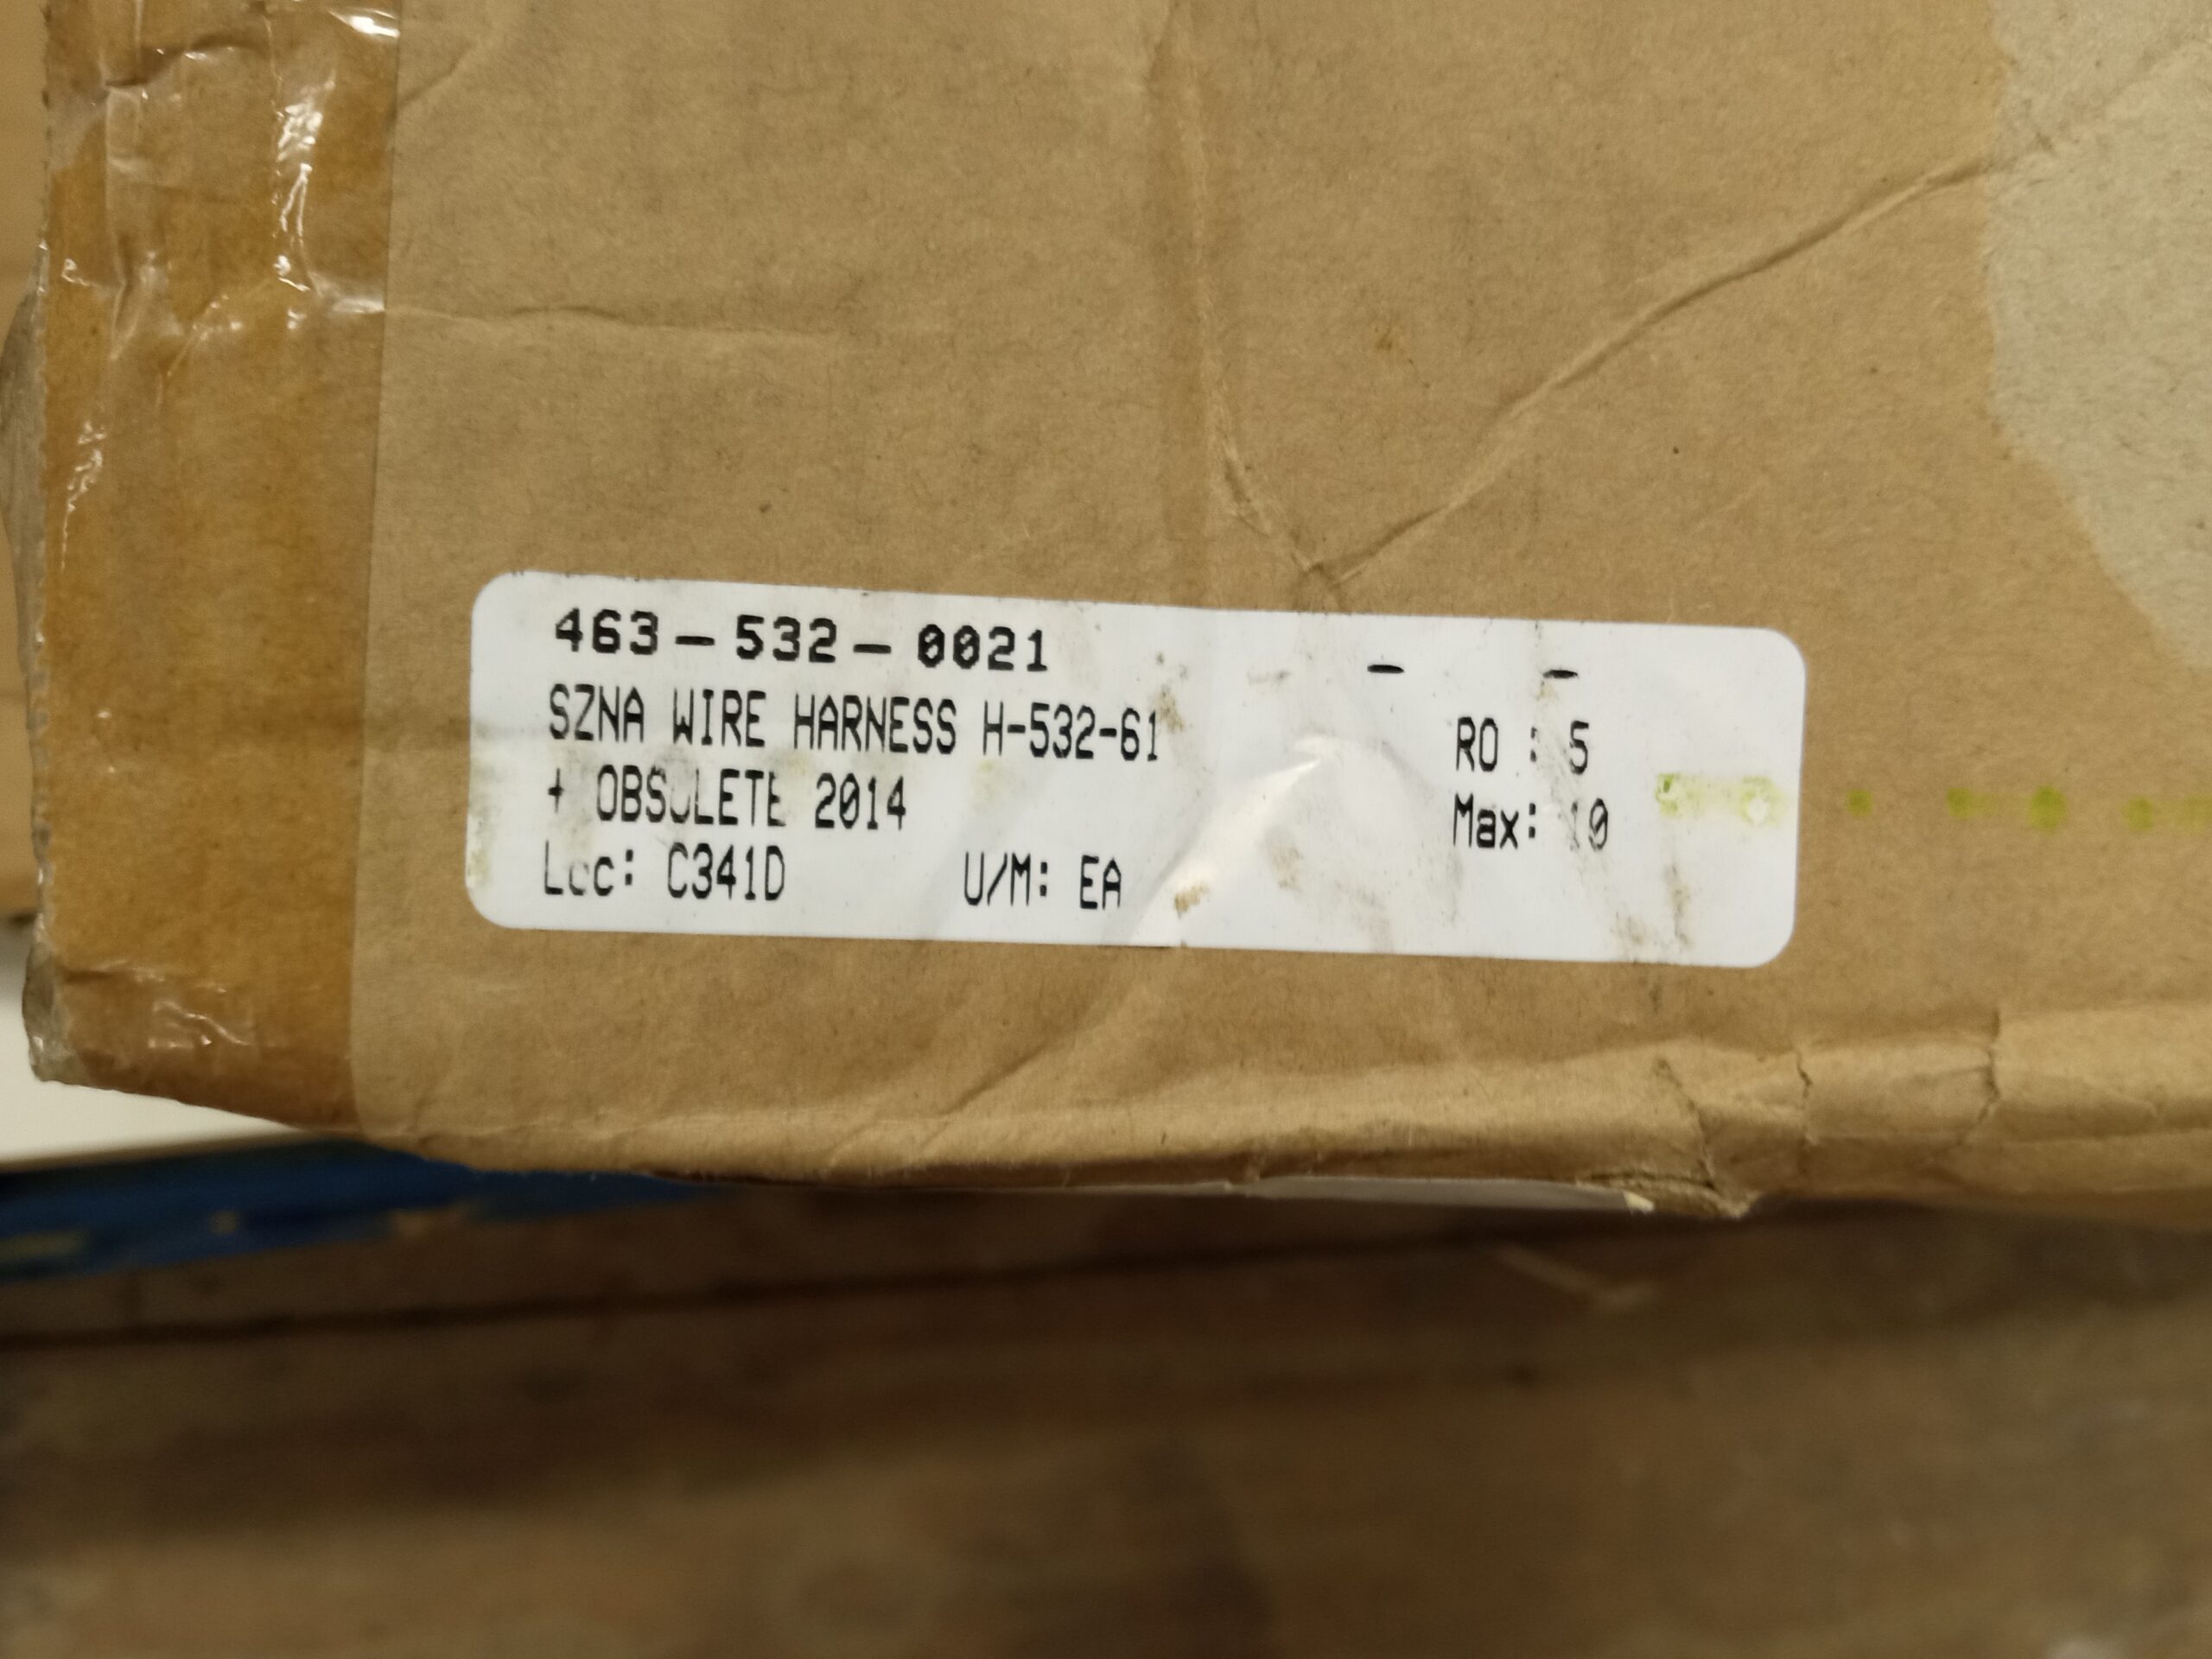 463-532-0021 - -
SZNA WIRE HARNESS H-532-61 RO : 5
+ OBSOLETE 2014 Max: 10
Loc: C341D U/M: EA